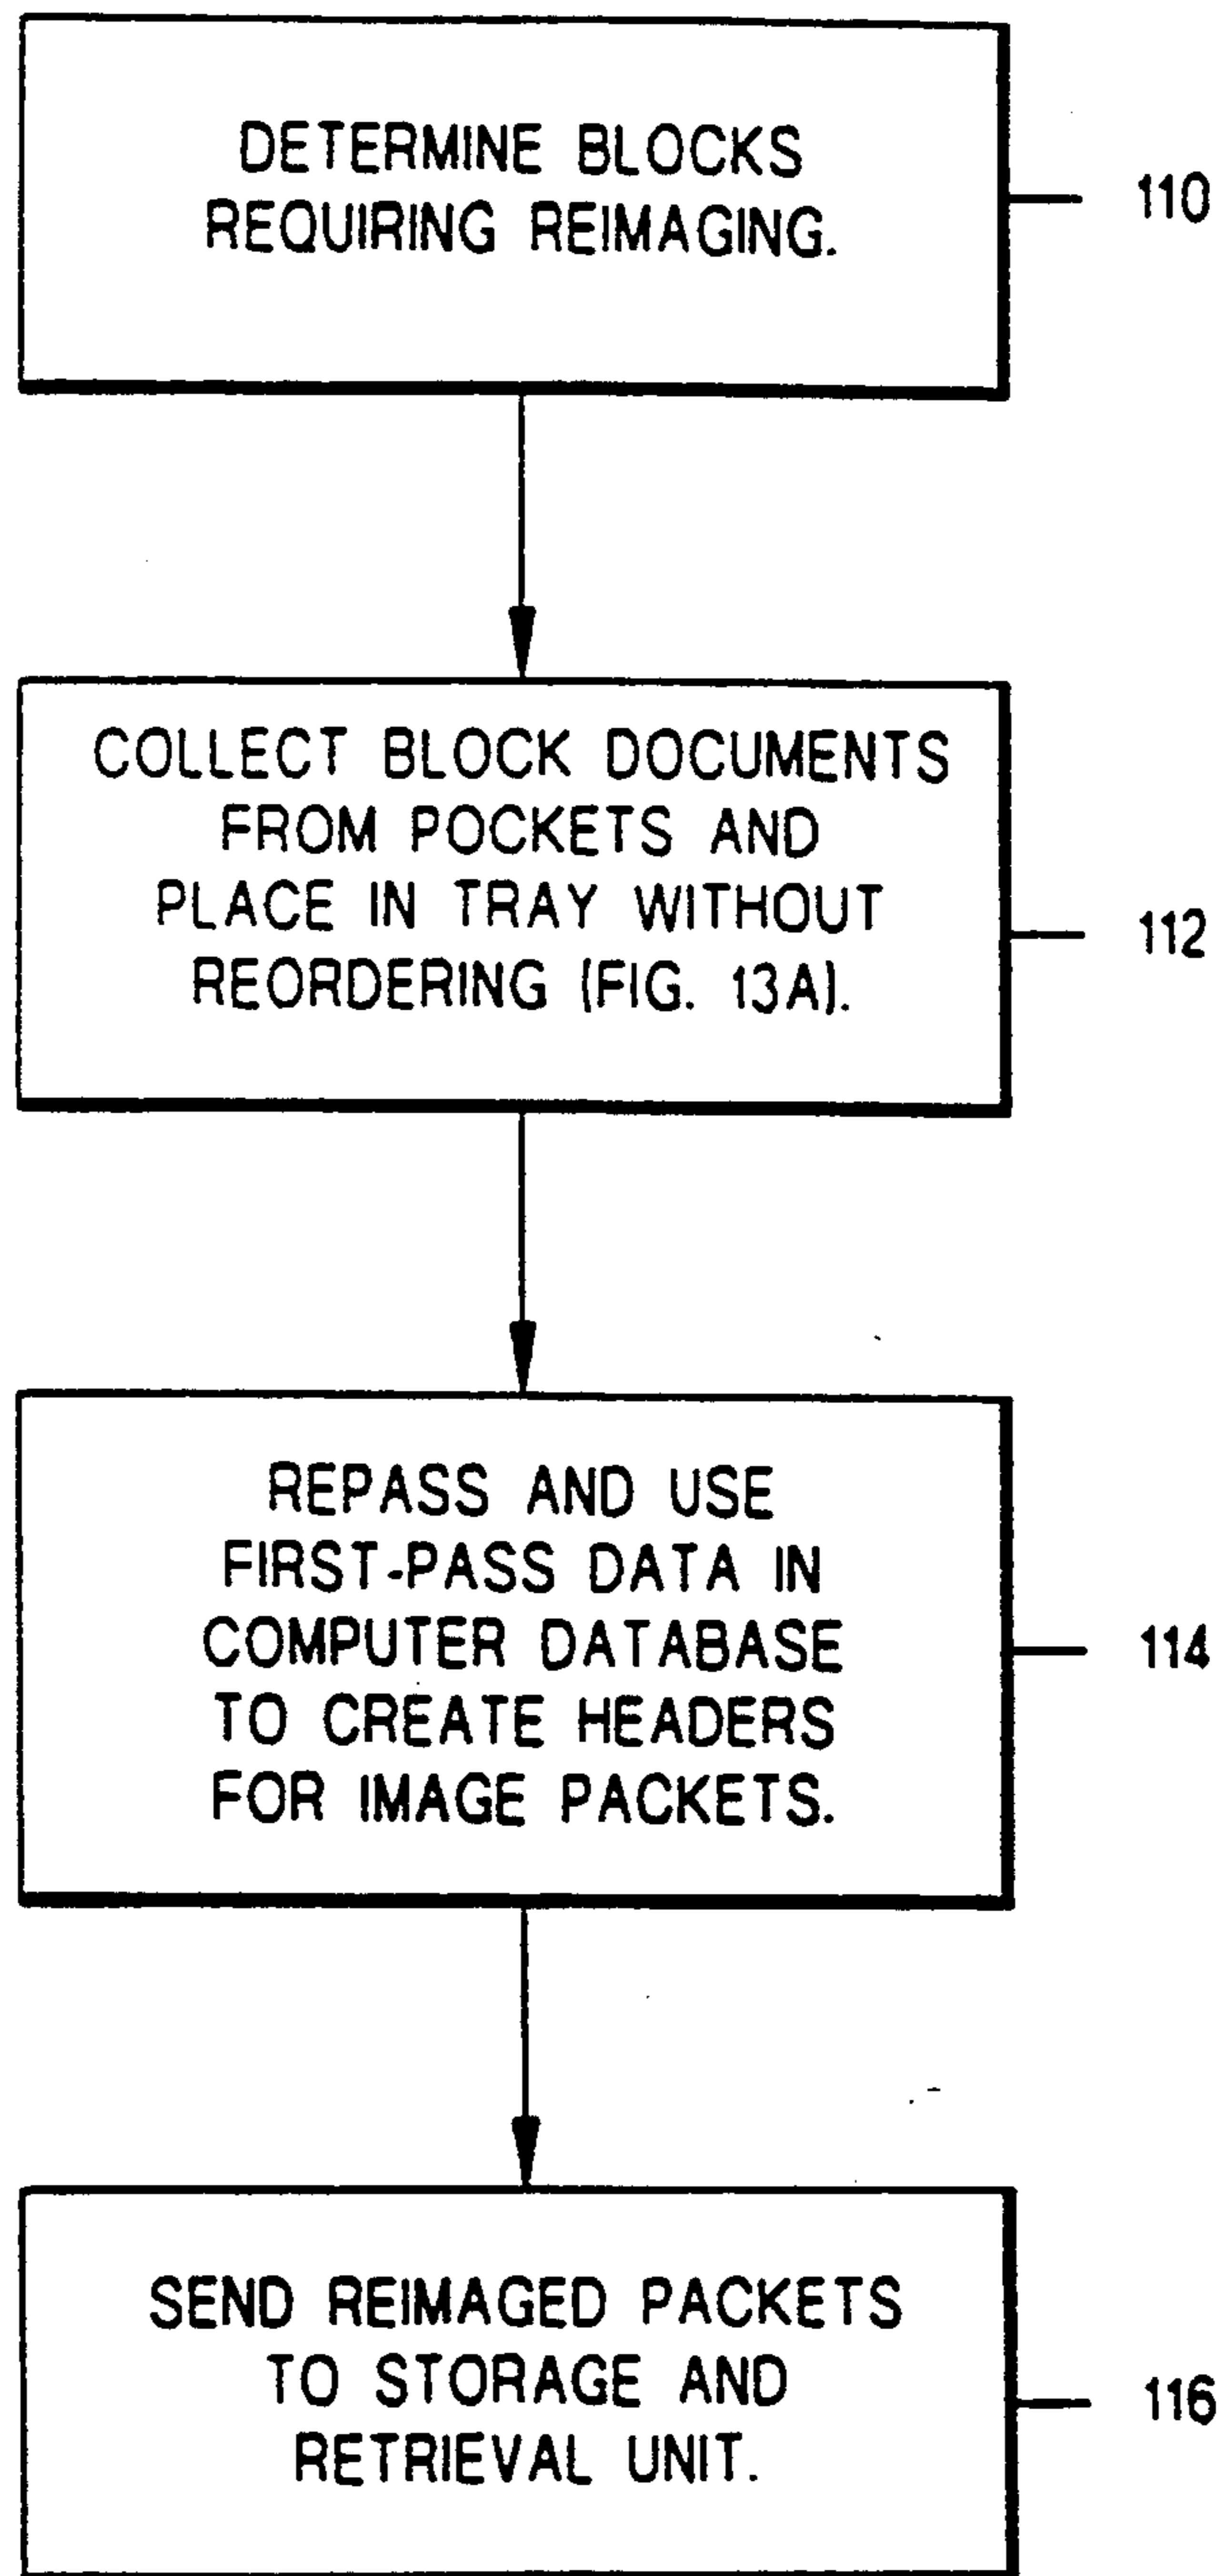 DETERMINE BLOCKS
REQUIRING REIMAGING.
110
COLLECT BLOCK DOCUMENTS
FROM POCKETS AND
PLACE IN TRAY WITHOUT
REORDERING (FIG. 13A).
112
REPASS AND USE
FIRST-PASS DATA IN
COMPUTER DATABASE
TO CREATE HEADERS
FOR IMAGE PACKETS.
114
SEND REIMAGED PACKETS
TO STORAGE AND
RETRIEVAL UNIT.
116